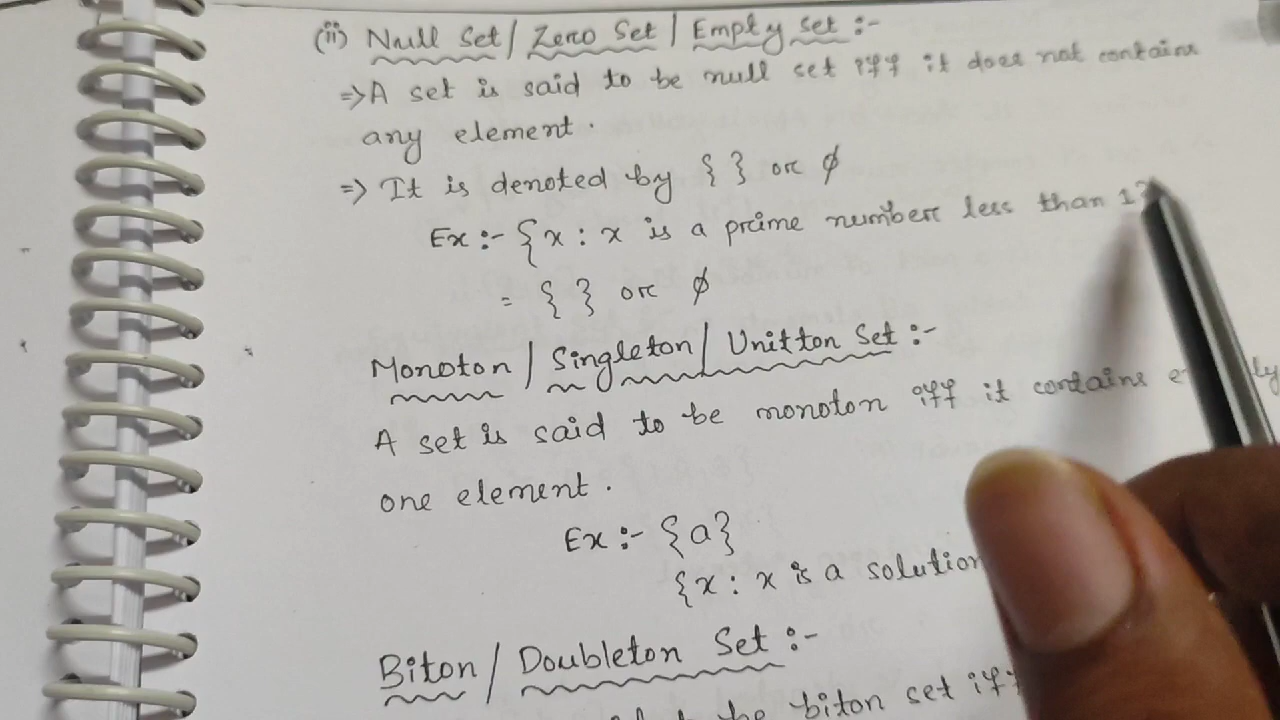 (ii) Null Set / Zero Set / Empty set :-
=> A set is said to be null set iff it does not contains
any element.
=> It is denoted by { } or ϕ
Ex :- {x : x is a prime number less than
= { } or ϕ
Monoton / Singleton / Unitton Set :-
A set is said to be monoton iff it contains
one element.
Ex :- {a}
{x : x is a solution
Biton / Doubleton Set :-
be biton set iff